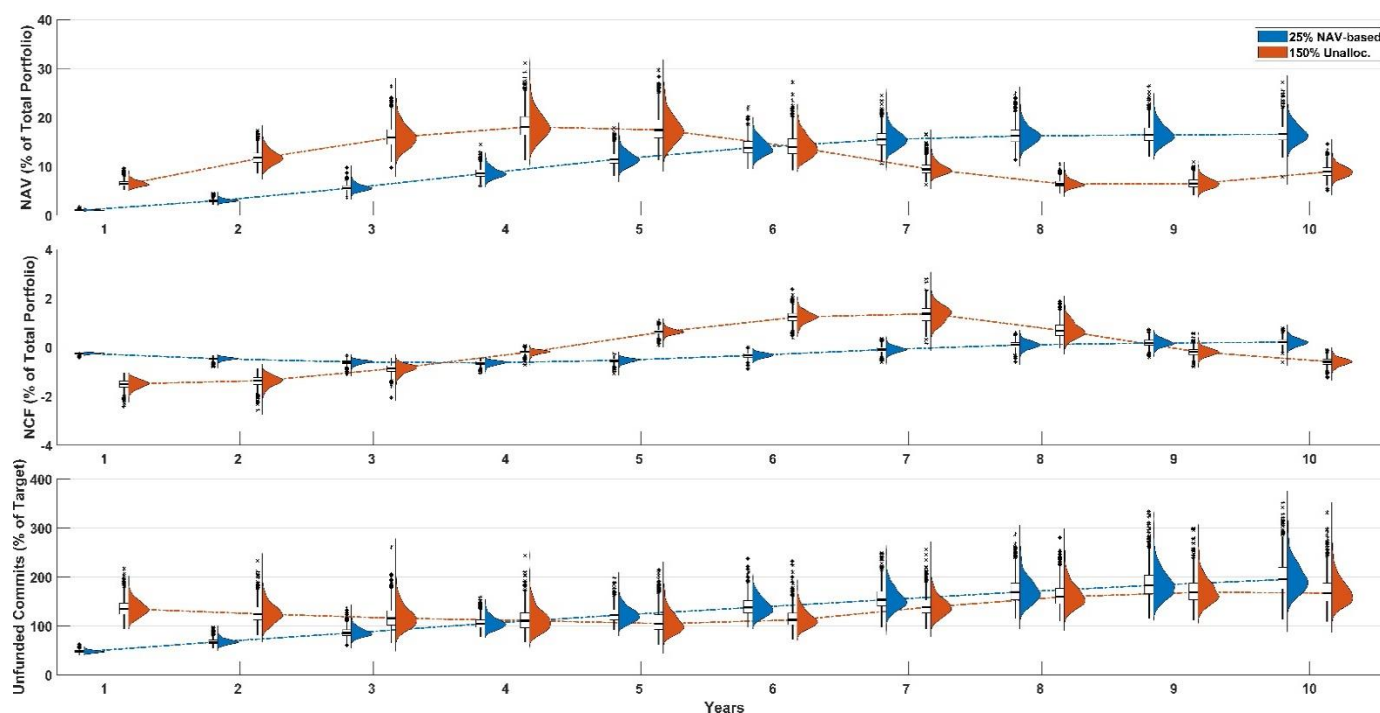 NAV (% of Total Portfolio)
40
30
20
10
0
25% NAV-based
150% Unalloc.
1 2 3 4 5 6 7 8 9 10
NCF (% of Total Portfolio)
4
2
0
-2
-4
1 2 3 4 5 6 7 8 9 10
Unfunded Commits (% of Target)
400
300
200
100
0
1 2 3 4 5 6 7 8 9 10
Years